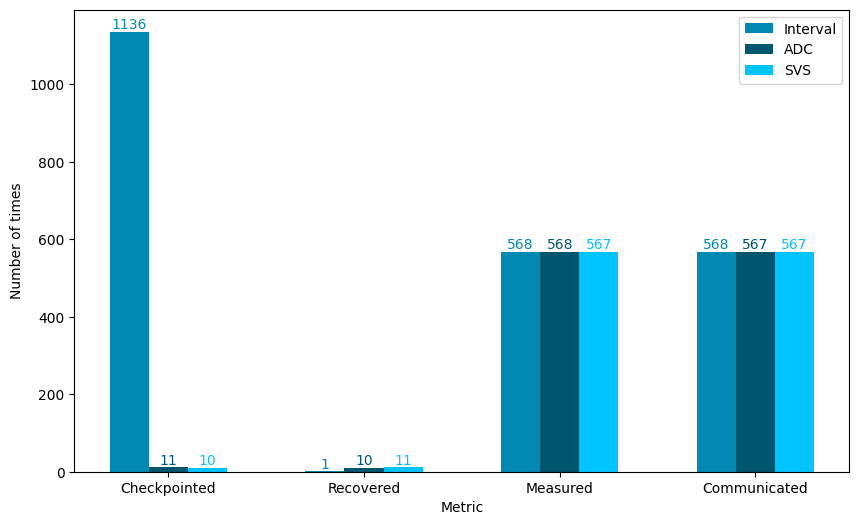 1136
Interval
ADC
SVS
1000
800
600
400
200
0
Number of times
568 568 567
568 567 567
11 10
1 10 11
Checkpointed Recovered Measured Communicated
Metric